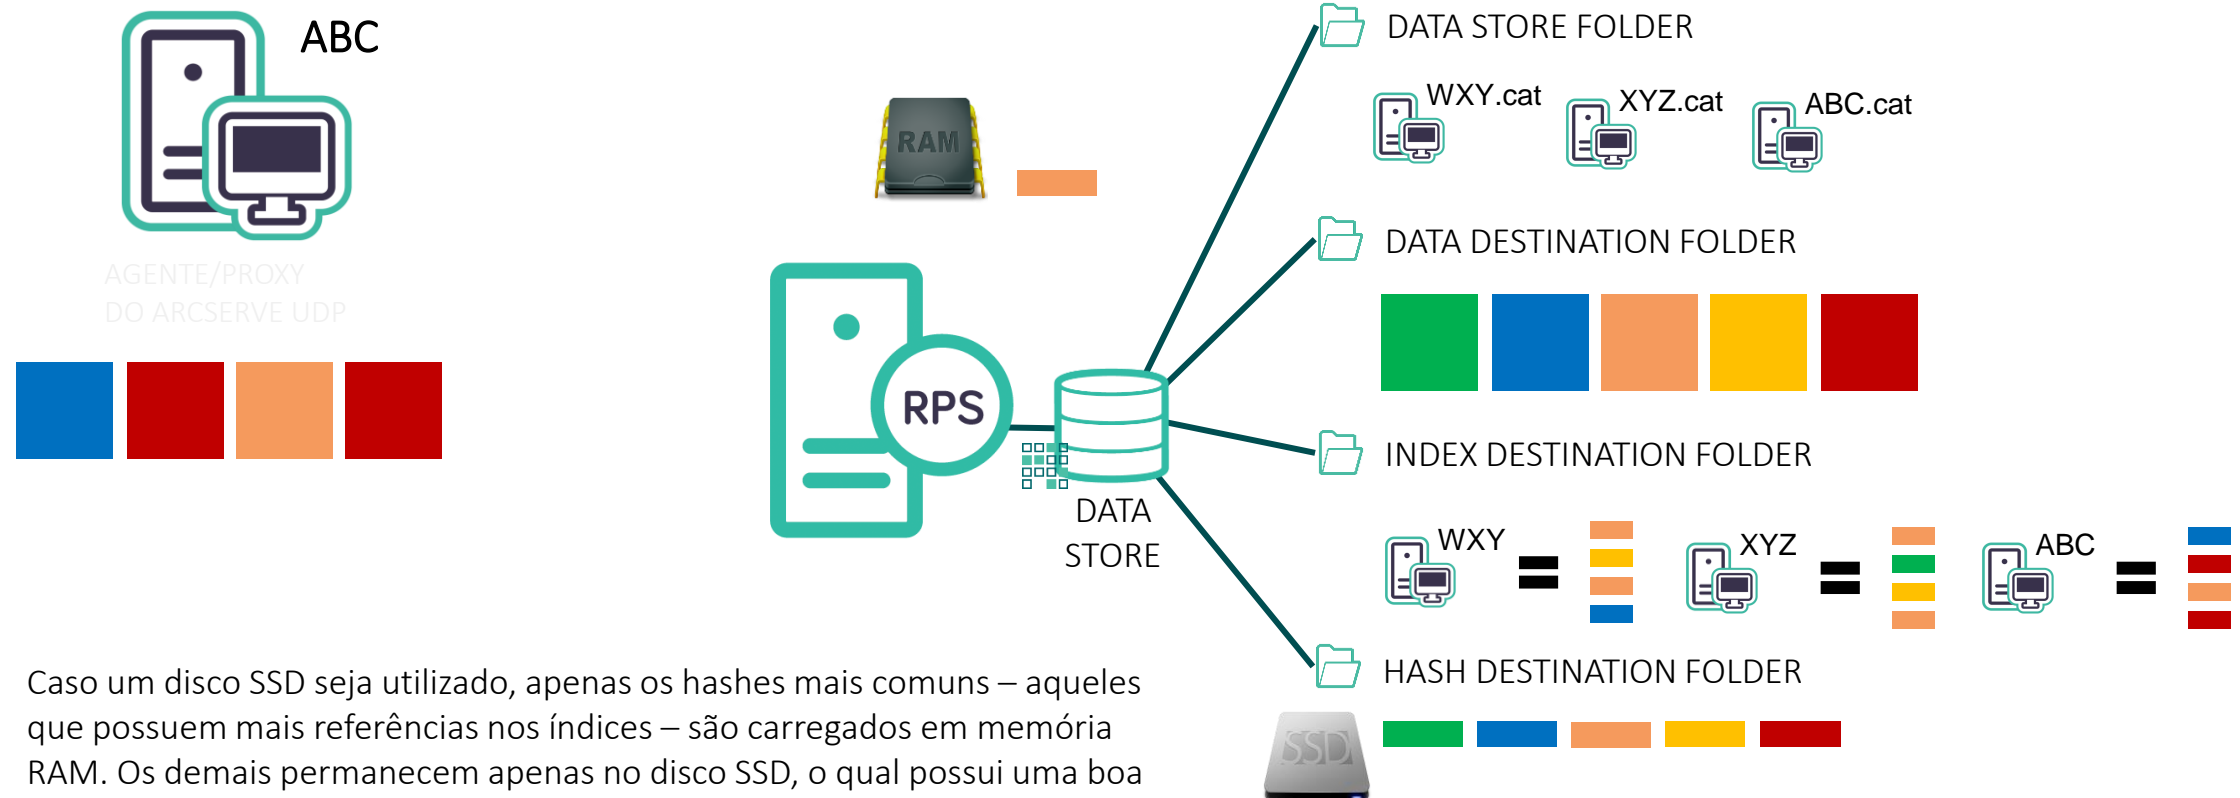 ABC
AGENTE/PROXY
DO ARCSERVE UDP
RAM
RPS
DATA
STORE
DATA STORE FOLDER
WXY.cat
XYZ.cat
ABC.cat
DATA DESTINATION FOLDER
INDEX DESTINATION FOLDER
WXY
=
XYZ
=
ABC
=
HASH DESTINATION FOLDER
SSD
Caso um disco SSD seja utilizado, apenas os hashes mais comuns – aqueles
que possuem mais referências nos índices – são carregados em memória
RAM. Os demais permanecem apenas no disco SSD, o qual possui uma boa